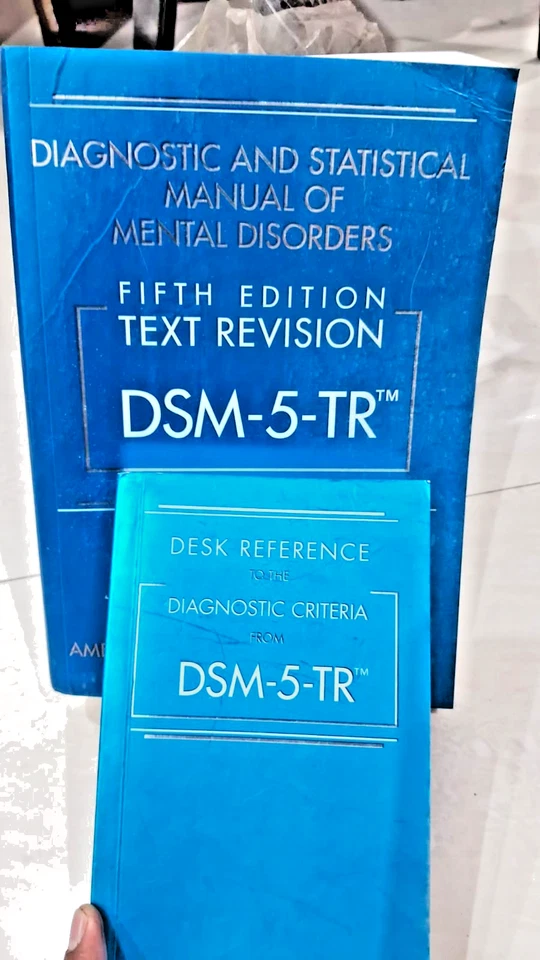 DIAGNOSTIC AND STATISTICAL
MANUAL OF
MENTAL DISORDERS
FIFTH EDITION
TEXT REVISION
DSM-5-TR™
DESK REFERENCE
TO THE
DIAGNOSTIC CRITERIA
FROM
DSM-5-TR™